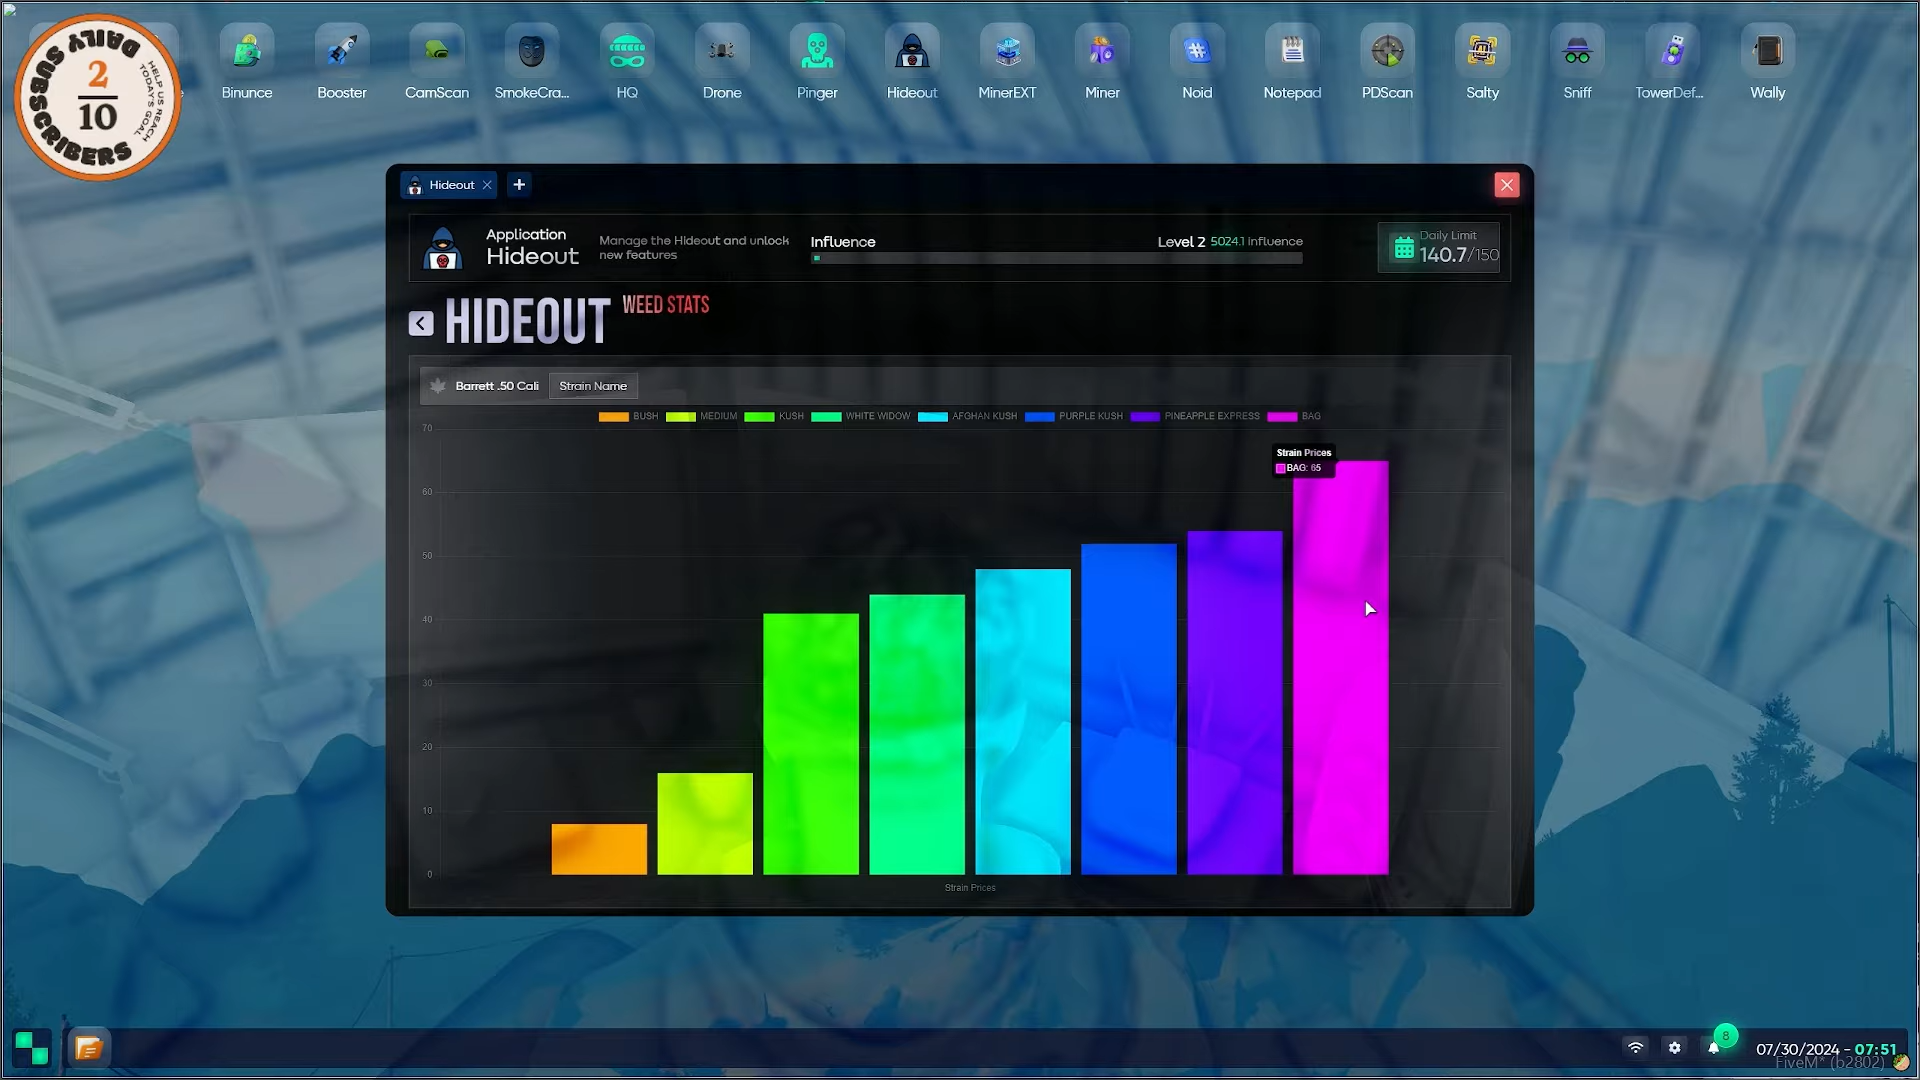 DAILY
2
10
SUBSCRIBERS
HELP US REACH
TODAY'S GOAL
Binunce
Booster
CamScan
SmokeCra...
HQ
Drone
Pinger
Hideout
MinerEXT
Miner
Noid
Notepad
PDScan
Salty
Sniff
TowerDef...
Wally
Hideout
Application
Hideout
Manage the Hideout and unlock
new features
Influence
Level 2 5024.1 influence
Daily Limit
140.7/150
HIDEOUT WEED STATS
Barrett .50 Cali
Strain Name
BUSH
MEDIUM
KUSH
WHITE WIDOW
AFGHAN KUSH
PURPLE KUSH
PINEAPPLE EXPRESS
BAG
70
60
50
40
30
20
10
0
Strain Prices
BAG: 65
Strain Prices
8
07/30/2024 - 07:51
FiveM* (b2802)